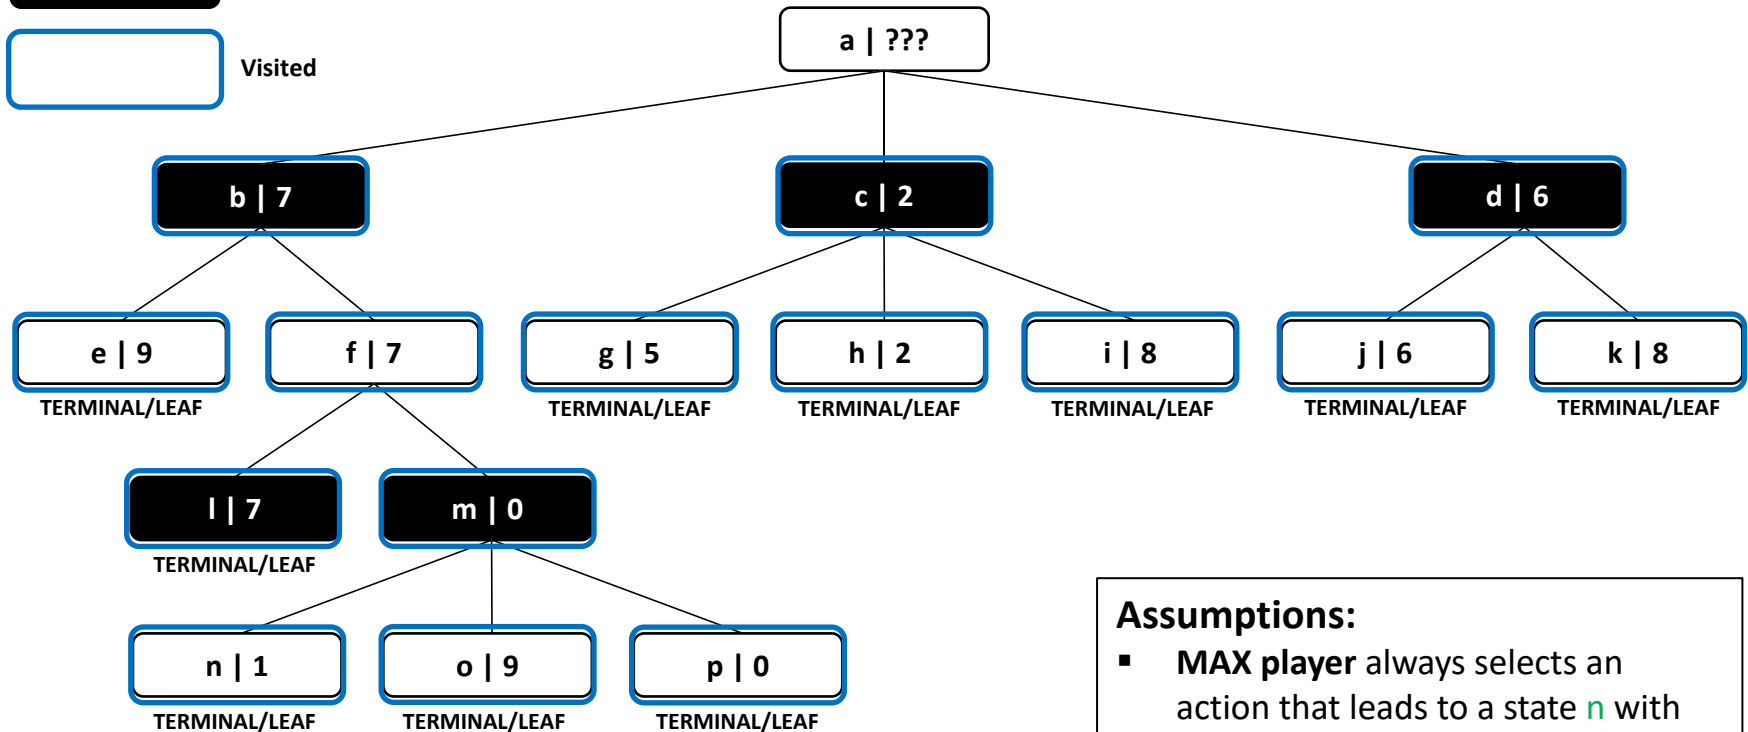 Visited
a | ???
b | 7
c | 2
d | 6
e | 9
f | 7
g | 5
h | 2
i | 8
j | 6
k | 8
TERMINAL/LEAF
TERMINAL/LEAF
TERMINAL/LEAF
TERMINAL/LEAF
TERMINAL/LEAF
TERMINAL/LEAF
l | 7
m | 0
TERMINAL/LEAF
n | 1
o | 9
p | 0
TERMINAL/LEAF
TERMINAL/LEAF
TERMINAL/LEAF
Assumptions:
▪ MAX player always selects an
action that leads to a state n with